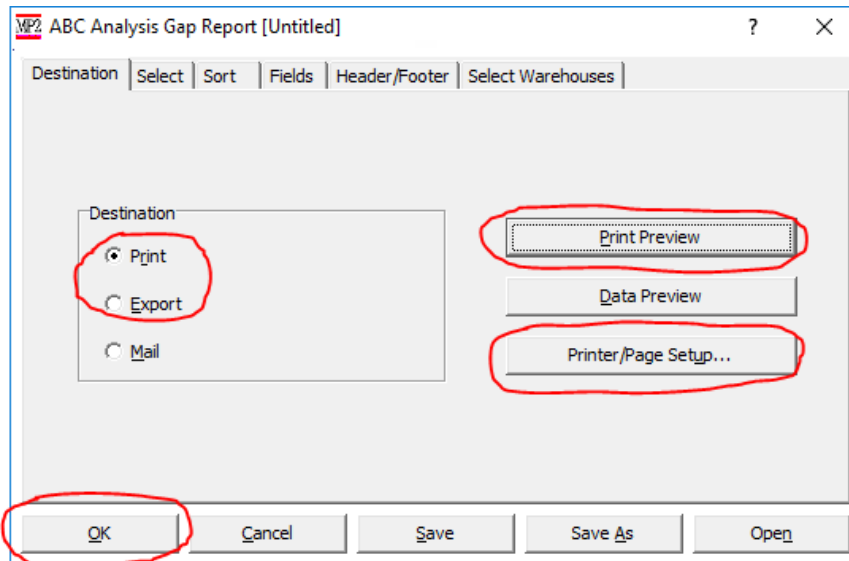 MP2 ABC Analysis Gap Report [Untitled] ?
Destination Select Sort Fields Header/Footer Select Warehouses
Destination
Print
Export
Mail
Print Preview
Data Preview
Printer/Page Setup...
OK Cancel Save Save As Open